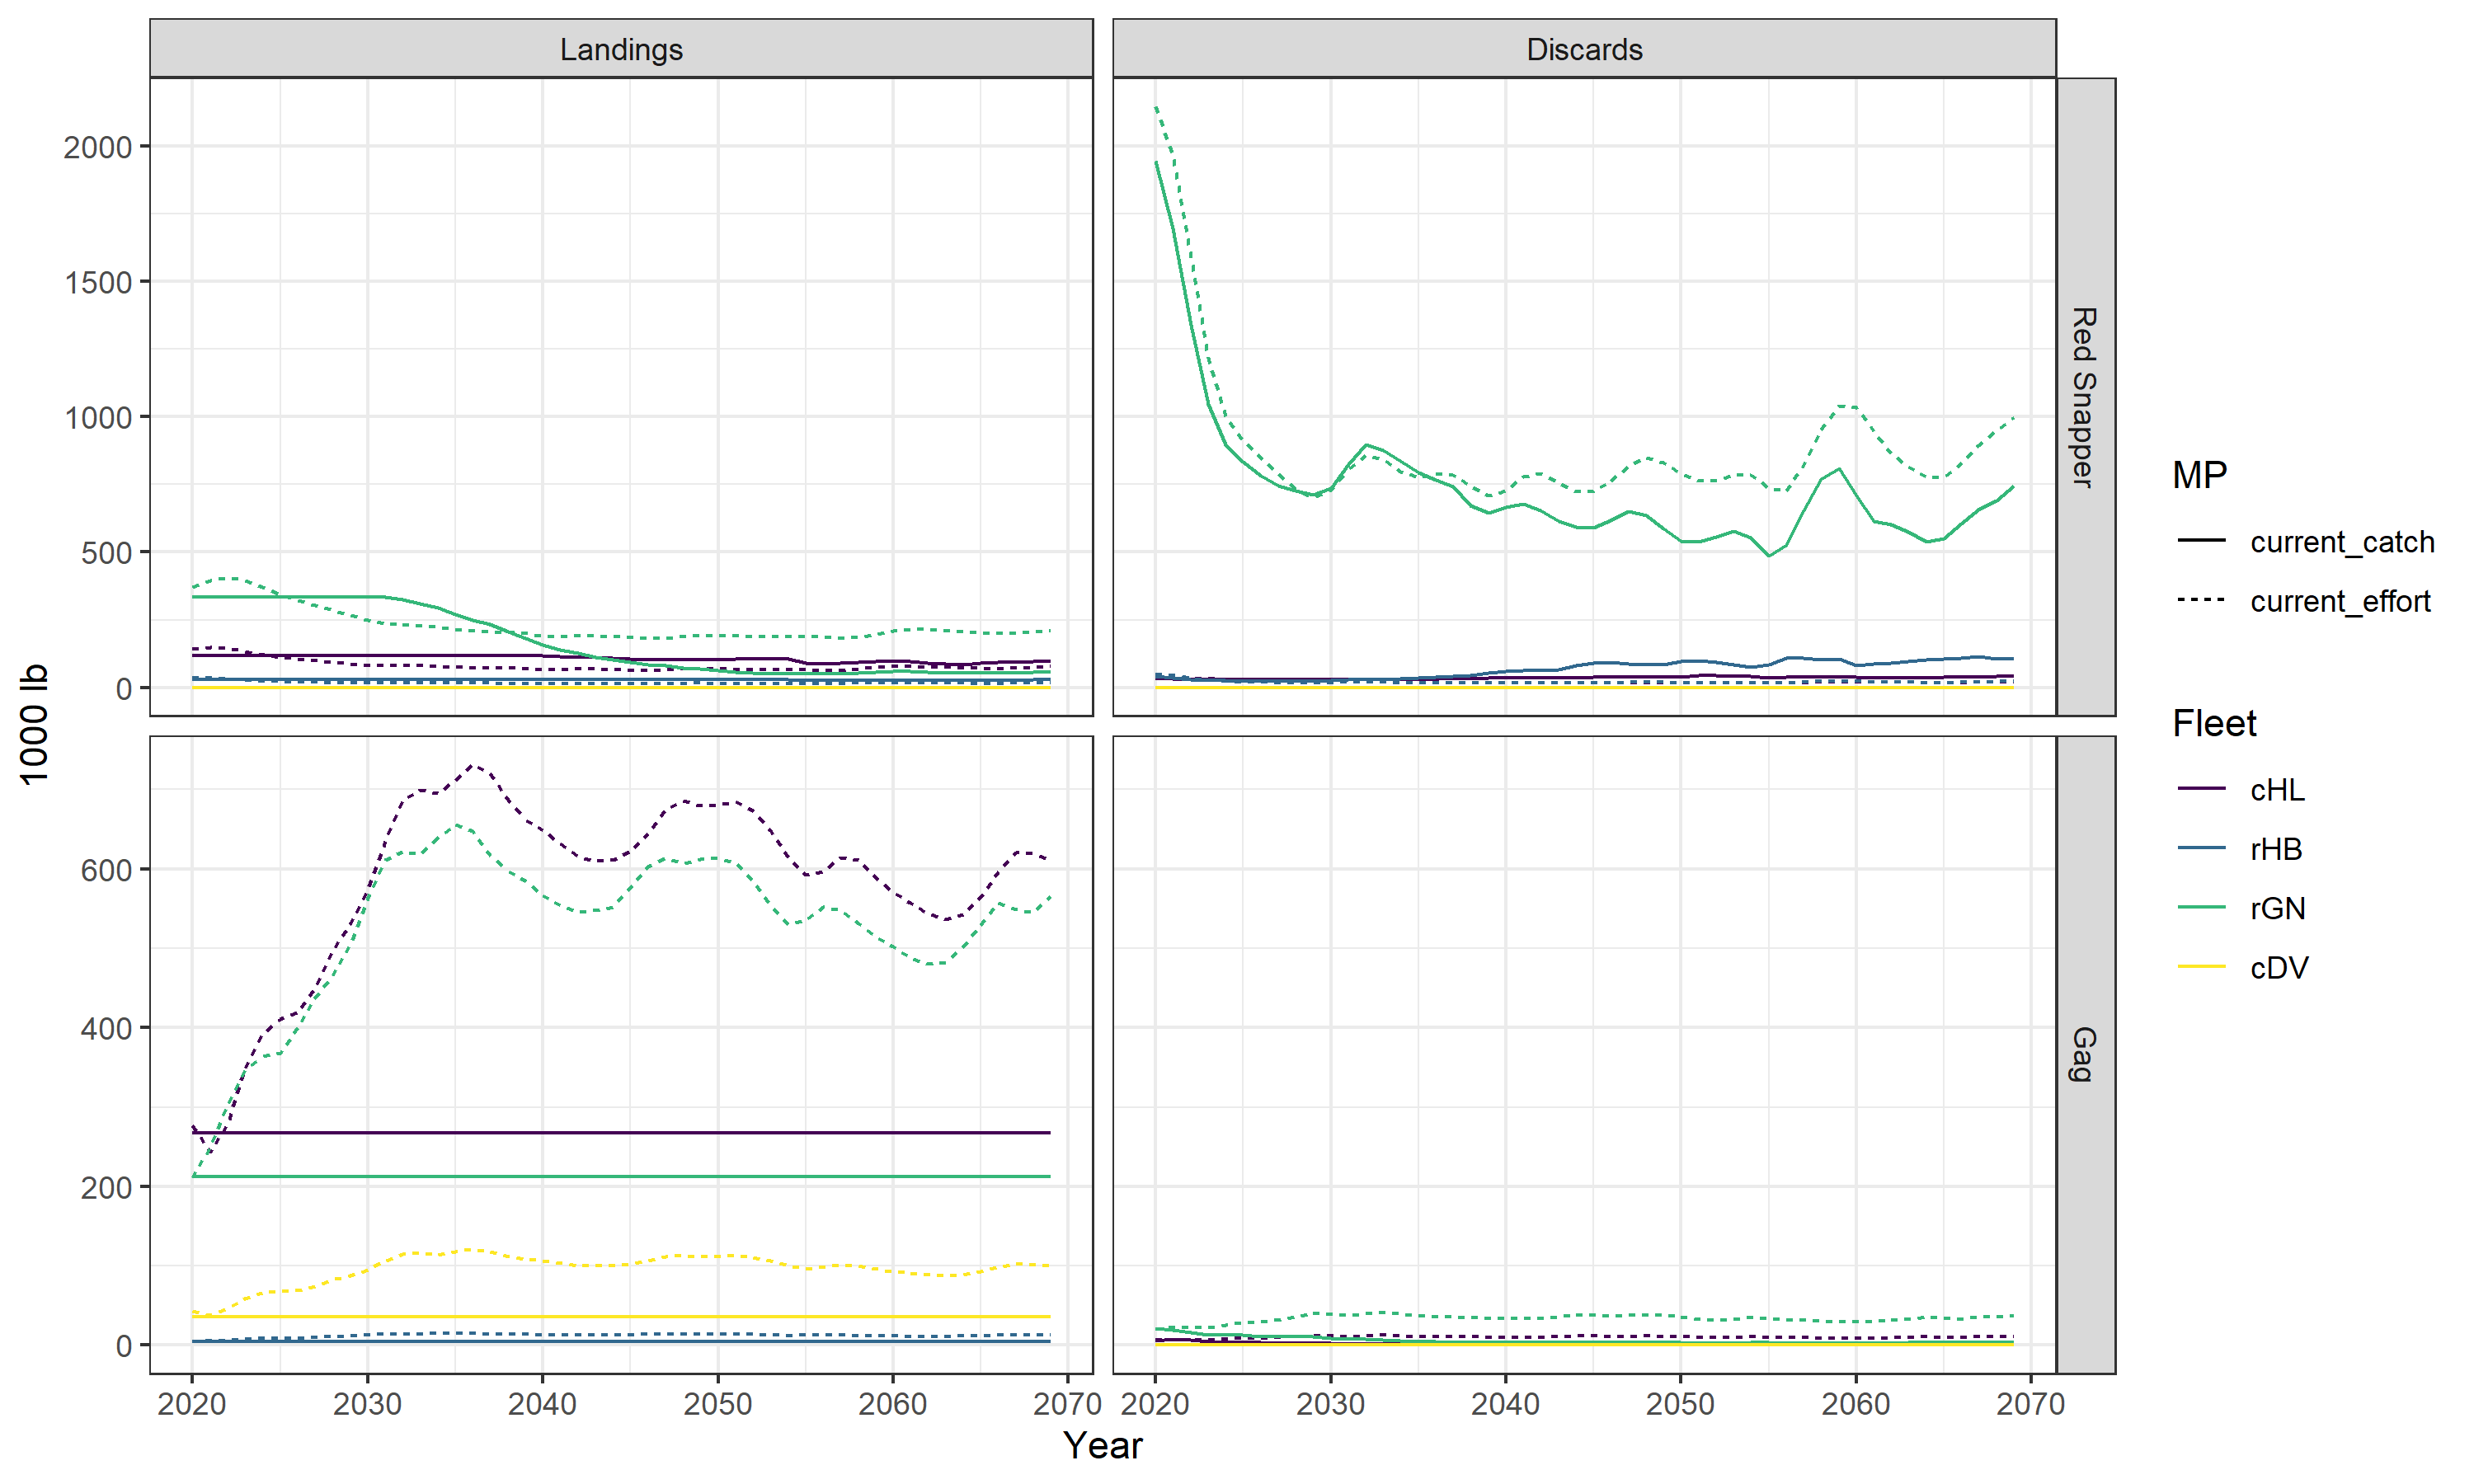 Landings
Discards
2000
1500
1000
500
0
Red Snapper
600
400
200
0
Gag
1000 lb
2020 2030 2040 2050 2060 2070
2020 2030 2040 2050 2060 2070
Year
MP
current_catch
current_effort
Fleet
cHL
rHB
rGN
cDV